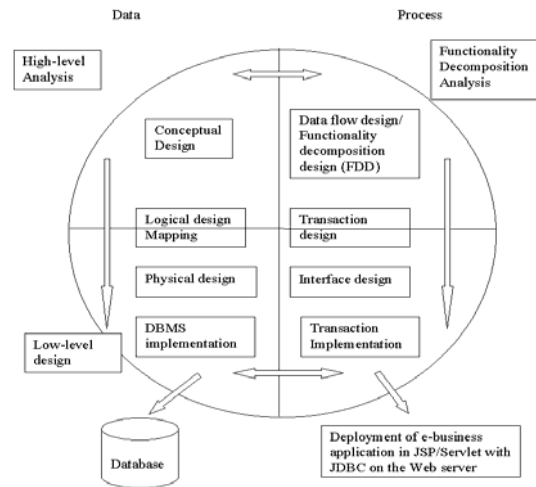 Data
Process
High-level
Analysis
Functionality
Decomposition
Analysis
Conceptual
Design
Data flow design/
Functionality
decomposition
design (FDD)
Logical design
Mapping
Transaction
design
Physical design
Interface design
Low-level
design
DBMS
implementation
Transaction
Implementation
Database
Deployment of e-business
application in JSP/Servlet with
JDBC on the Web server